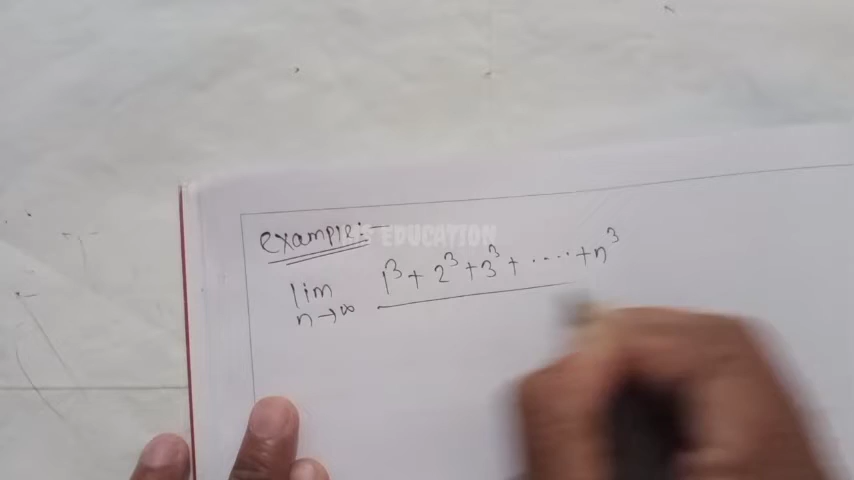 example:-
lim 1³ + 2³ + 3³ + ..... + n³
n→∞